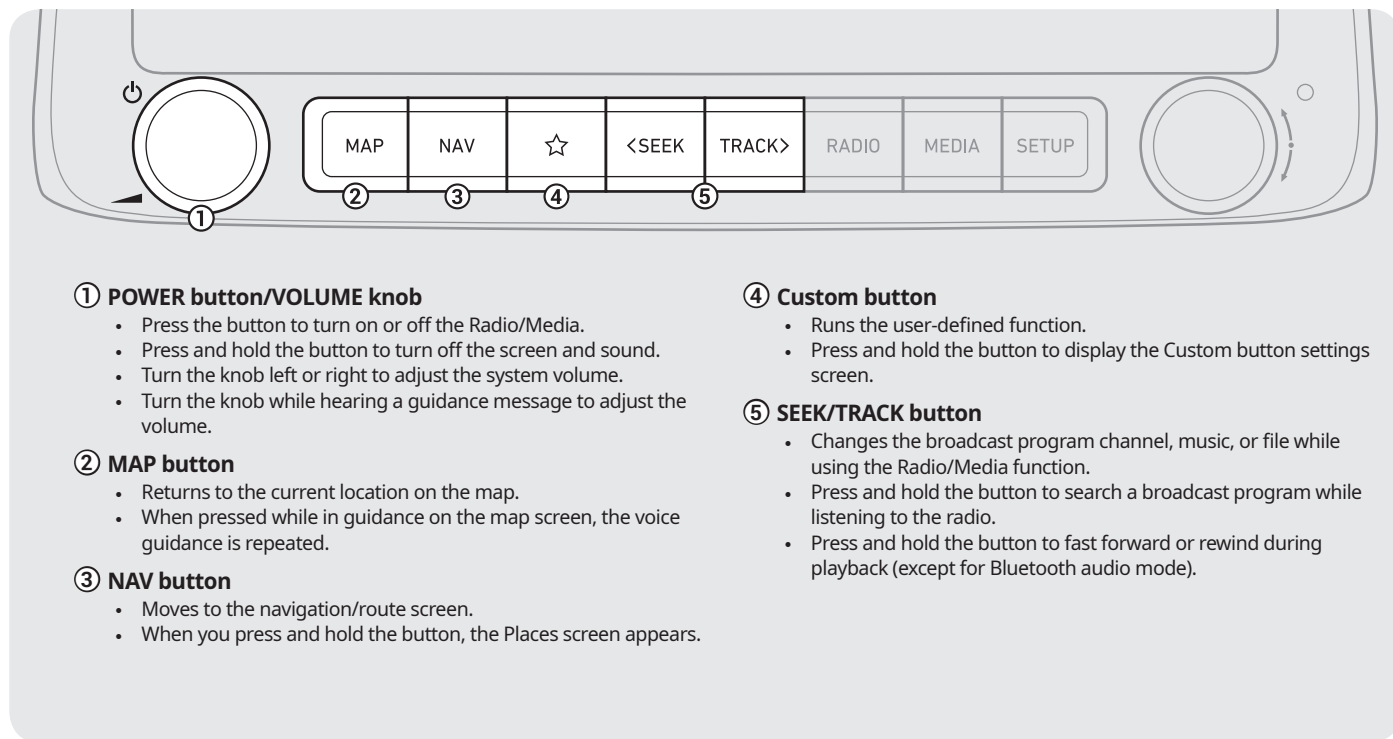 MAP NAV ☆ <SEEK TRACK> RADIO MEDIA SETUP
① ② ③ ④ ⑤
① POWER button/VOLUME knob
• Press the button to turn on or off the Radio/Media.
• Press and hold the button to turn off the screen and sound.
• Turn the knob left or right to adjust the system volume.
• Turn the knob while hearing a guidance message to adjust the
volume.
② MAP button
• Returns to the current location on the map.
• When pressed while in guidance on the map screen, the voice
guidance is repeated.
③ NAV button
• Moves to the navigation/route screen.
• When you press and hold the button, the Places screen appears.
④ Custom button
• Runs the user-defined function.
• Press and hold the button to display the Custom button settings
screen.
⑤ SEEK/TRACK button
• Changes the broadcast program channel, music, or file while
using the Radio/Media function.
• Press and hold the button to search a broadcast program while
listening to the radio.
• Press and hold the button to fast forward or rewind during
playback (except for Bluetooth audio mode).